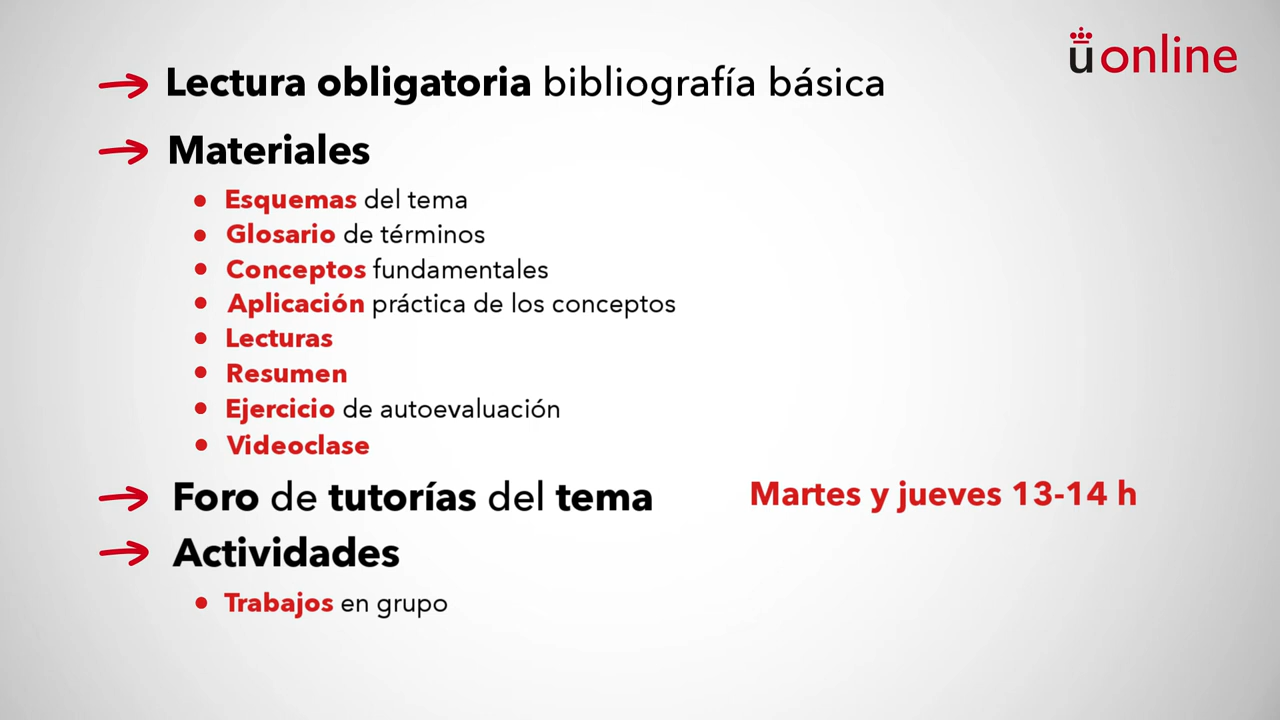 ü online
Lectura obligatoria bibliografía básica
Materiales
Esquemas del tema
Glosario de términos
Conceptos fundamentales
Aplicación práctica de los conceptos
Lecturas
Resumen
Ejercicio de autoevaluación
Videoclase
Foro de tutorías del tema
Martes y jueves 13-14 h
Actividades
Trabajos en grupo